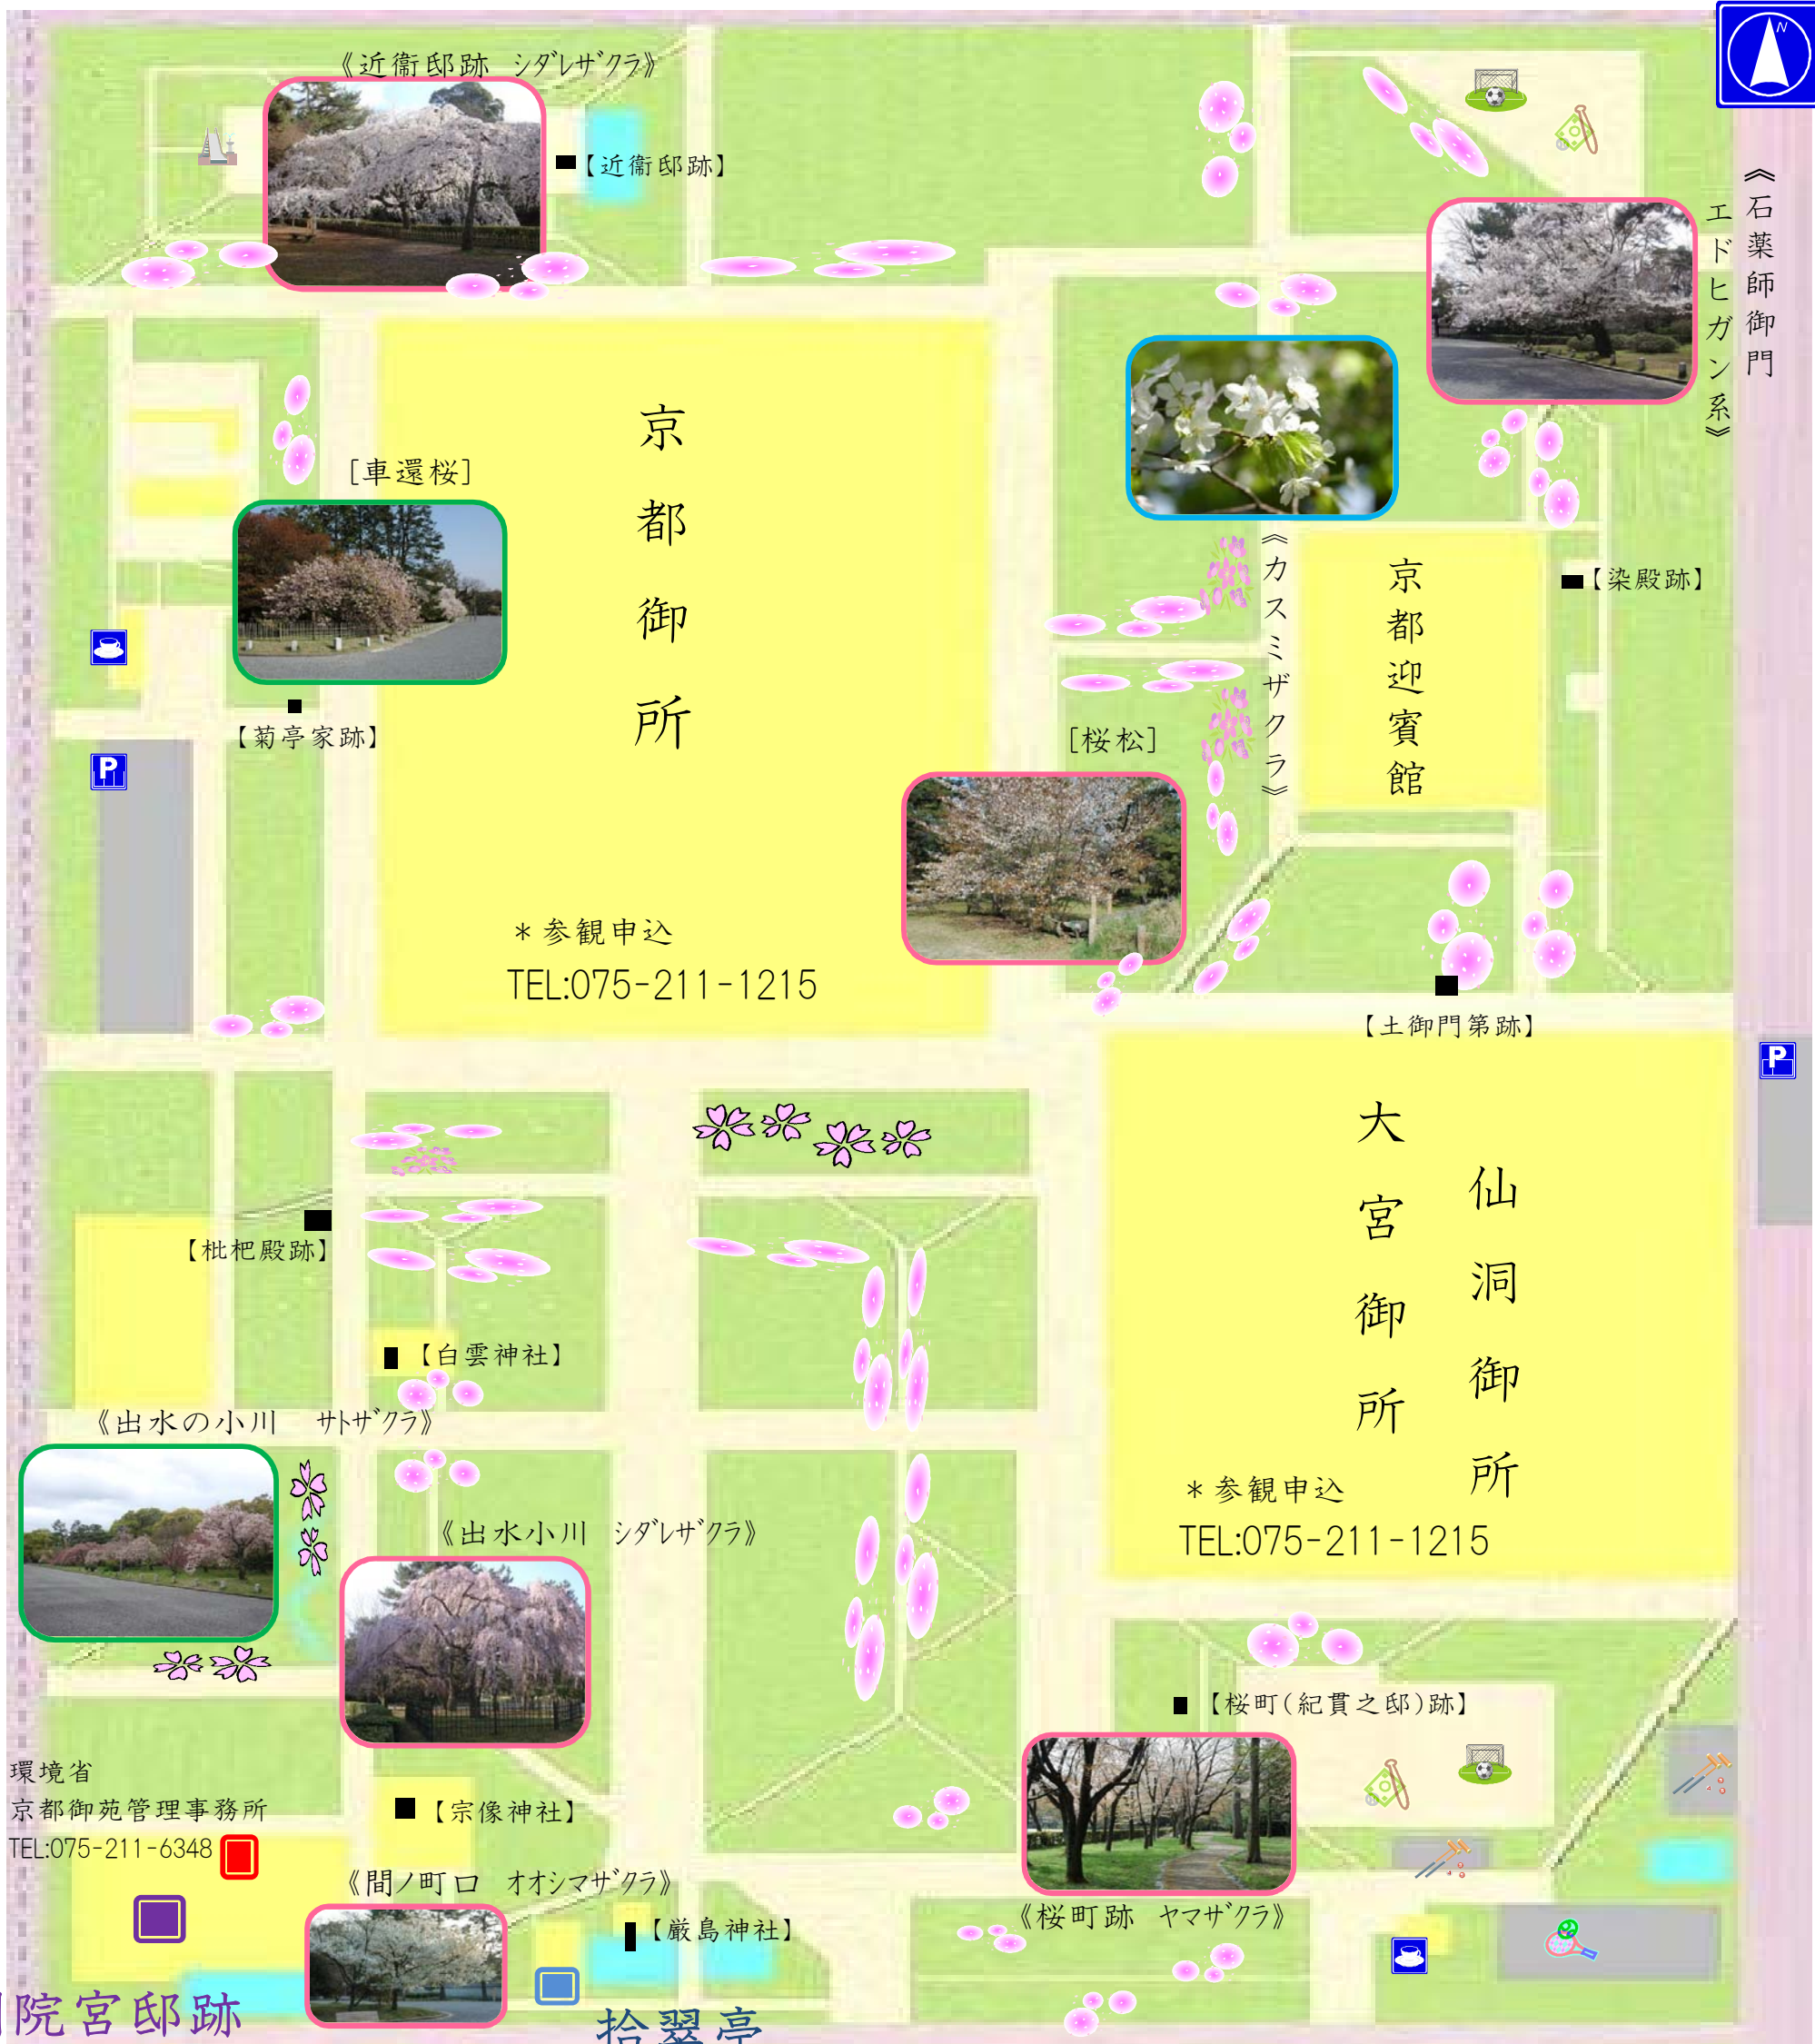 《近衞邸跡 シダレザクラ》
N
【近衞邸跡】
《石薬師御門
エドヒガン系》
[車還桜]
京都御所
《カスミザクラ》
京都迎賓館
【染殿跡】
【菊亭家跡】
[桜松]
P
*参観申込
TEL:075-211-1215
【土御門第跡】
P
大宮御所
仙洞御所
【枇杷殿跡】
【白雲神社】
《出水の小川 サトザクラ》
*参観申込
TEL:075-211-1215
《出水小川 シダレザクラ》
【桜町(紀貫之邸)跡】
環境省
京都御苑管理事務所
TEL:075-211-6348
【宗像神社】
《間ノ町口 オオシマザクラ》
《桜町跡 ヤマザクラ》
【厳島神社】
院宮邸跡
拾翠亭